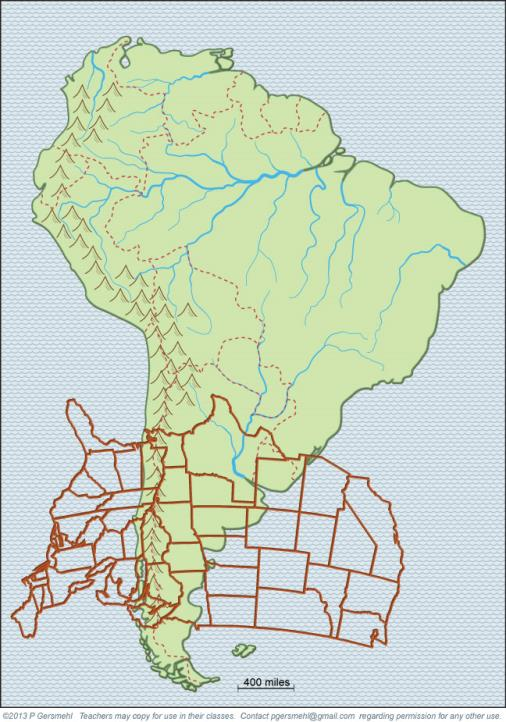 400 miles
©2013 P Gersmehl Teachers may copy for use in their classes. Contact pgersmehl@gmail.com regarding permission for any other use.